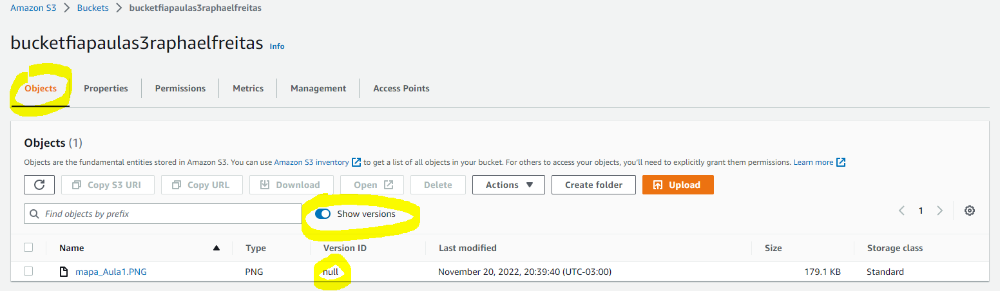 Amazon S3 > Buckets > bucketfiapaulas3raphaelfreitas
bucketfiapaulas3raphaelfreitas Info
Objects Properties Permissions Metrics Management Access Points
Objects (1)
Objects are the fundamental entities stored in Amazon S3. You can use Amazon S3 inventory to get a list of all objects in your bucket. For others to access your objects, you'll need to explicitly grant them permissions. Learn more
Copy S3 URI Copy URL Download Open Delete Actions Create folder Upload
Find objects by prefix Show versions 1
Name Type Version ID Last modified Size Storage class
mapa_Aula1.PNG PNG null November 20, 2022, 20:39:40 (UTC-03:00) 179.1 KB Standard